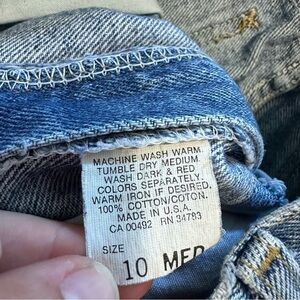 MACHINE WASH WARM.
TUMBLE DRY MEDIUM.
WASH DARK & RED
COLORS SEPARATELY.
WARM IRON IF DESIRED.
100% COTTON/COTON.
MADE IN U.S.A.
CA 00492 RN 34783
SIZE
10 MED